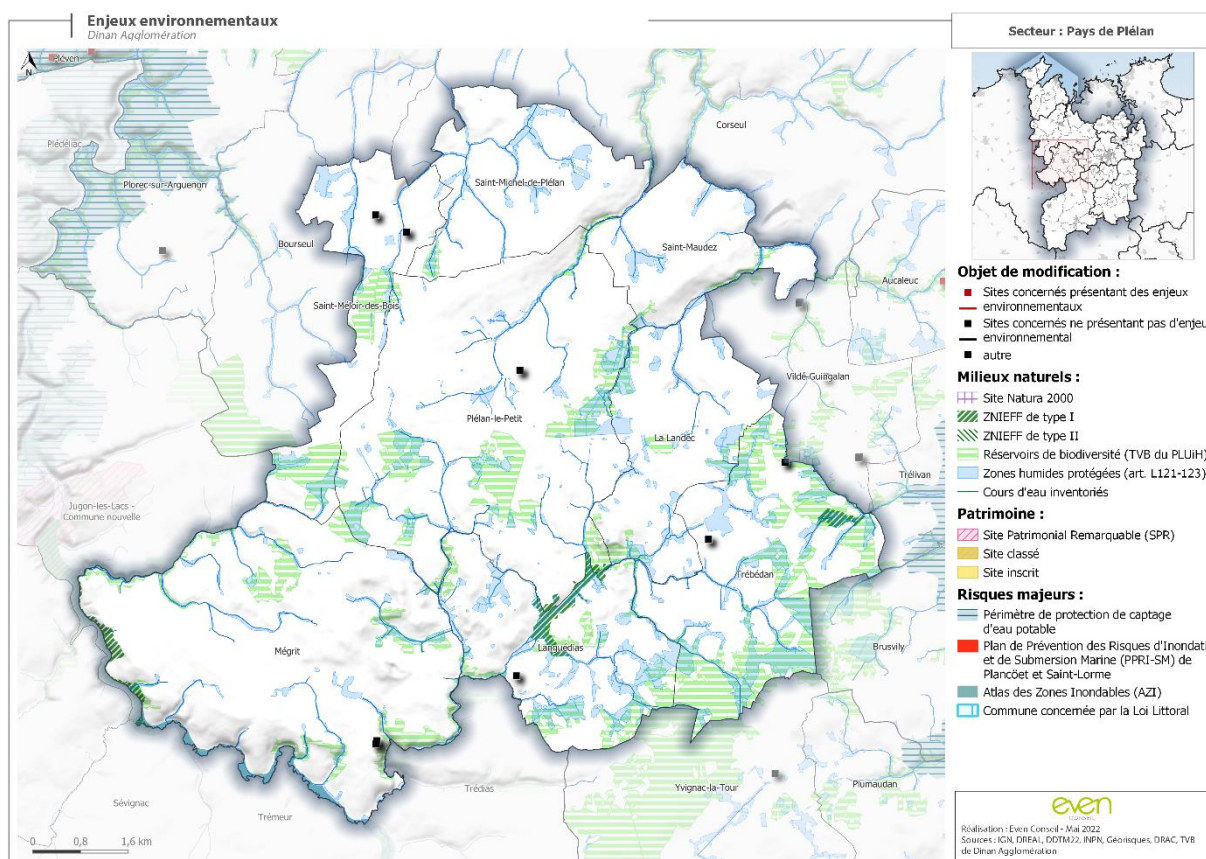 Enjeux environnementaux
Dinan Agglomération
Secteur : Pays de Plélan
N
Pléven
Plédéliac
Plorec-sur-Arguenon
Bourseul
Saint-Michel-de-Plélan
Corseul
Saint-Maudez
Aucaleuc
Saint-Méloir-des-Bois
Vildé-Guingalan
Plélan-le-Petit
La Landec
Trélivan
Jugon-les-Lacs -
Commune nouvelle
Trébédan
Mégrit
Languédias
Brusvily
Sévignac
Trémeur
Trédias
Yvignac-la-Tour
Plumaudan
0 0,8 1,6 km
Objet de modification :
Sites concernés présentant des enjeux
environnementaux
Sites concernés ne présentant pas d'enjeu
environnemental
autre
Milieux naturels :
Site Natura 2000
ZNIEFF de type I
ZNIEFF de type II
Réservoirs de biodiversité (TVB du PLUiH)
Zones humides protégées (art. L121-123)
Cours d'eau inventoriés
Patrimoine :
Site Patrimonial Remarquable (SPR)
Site classé
Site inscrit
Risques majeurs :
Périmètre de protection de captage
d'eau potable
Plan de Prévention des Risques d'Inondati
et de Submersion Marine (PPRI-SM) de
Plancöet et Saint-Lorme
Atlas des Zones Inondables (AZI)
Commune concernée par la Loi Littoral
even
CONSEIL
Réalisation : Even Conseil - Mai 2022
Sources : IGN, DREAL, DDTM22, INPN, Géorisques, DRAC, TVB
de Dinan Agglomération